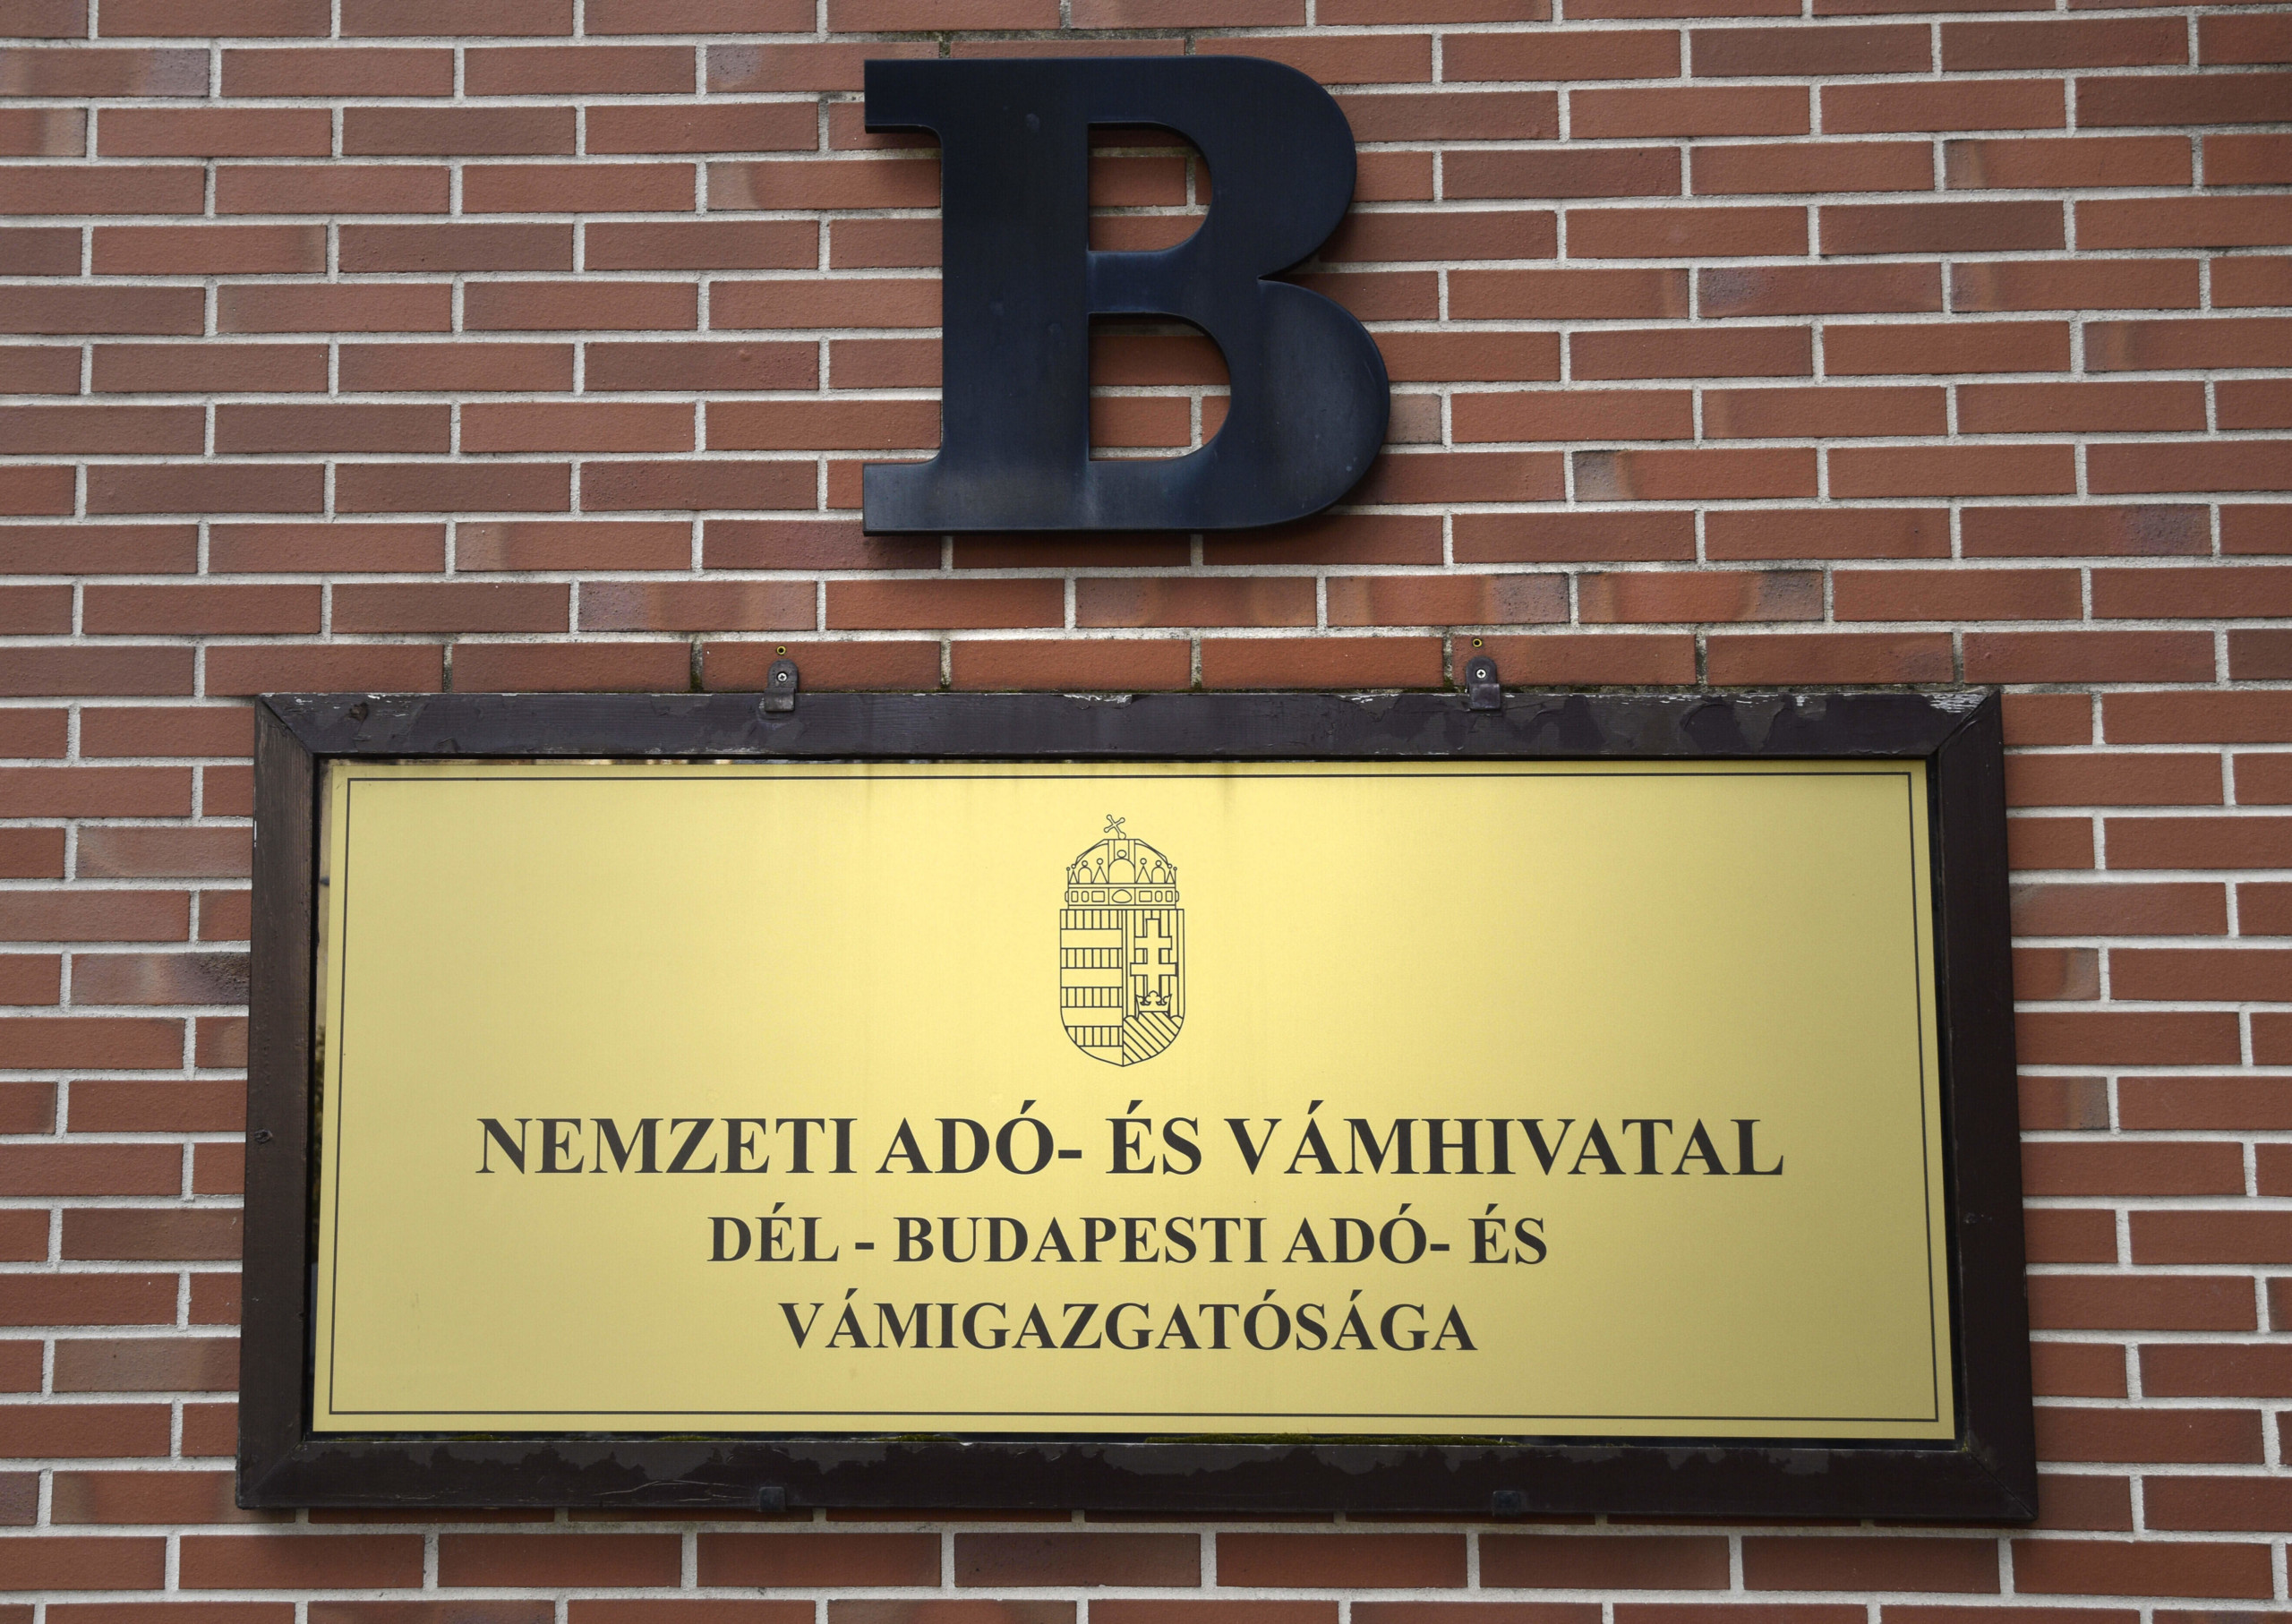 B
NEMZETI ADÓ- ÉS VÁMHIVATAL
DÉL - BUDAPESTI ADÓ- ÉS
VÁMIGAZGATÓSÁGA